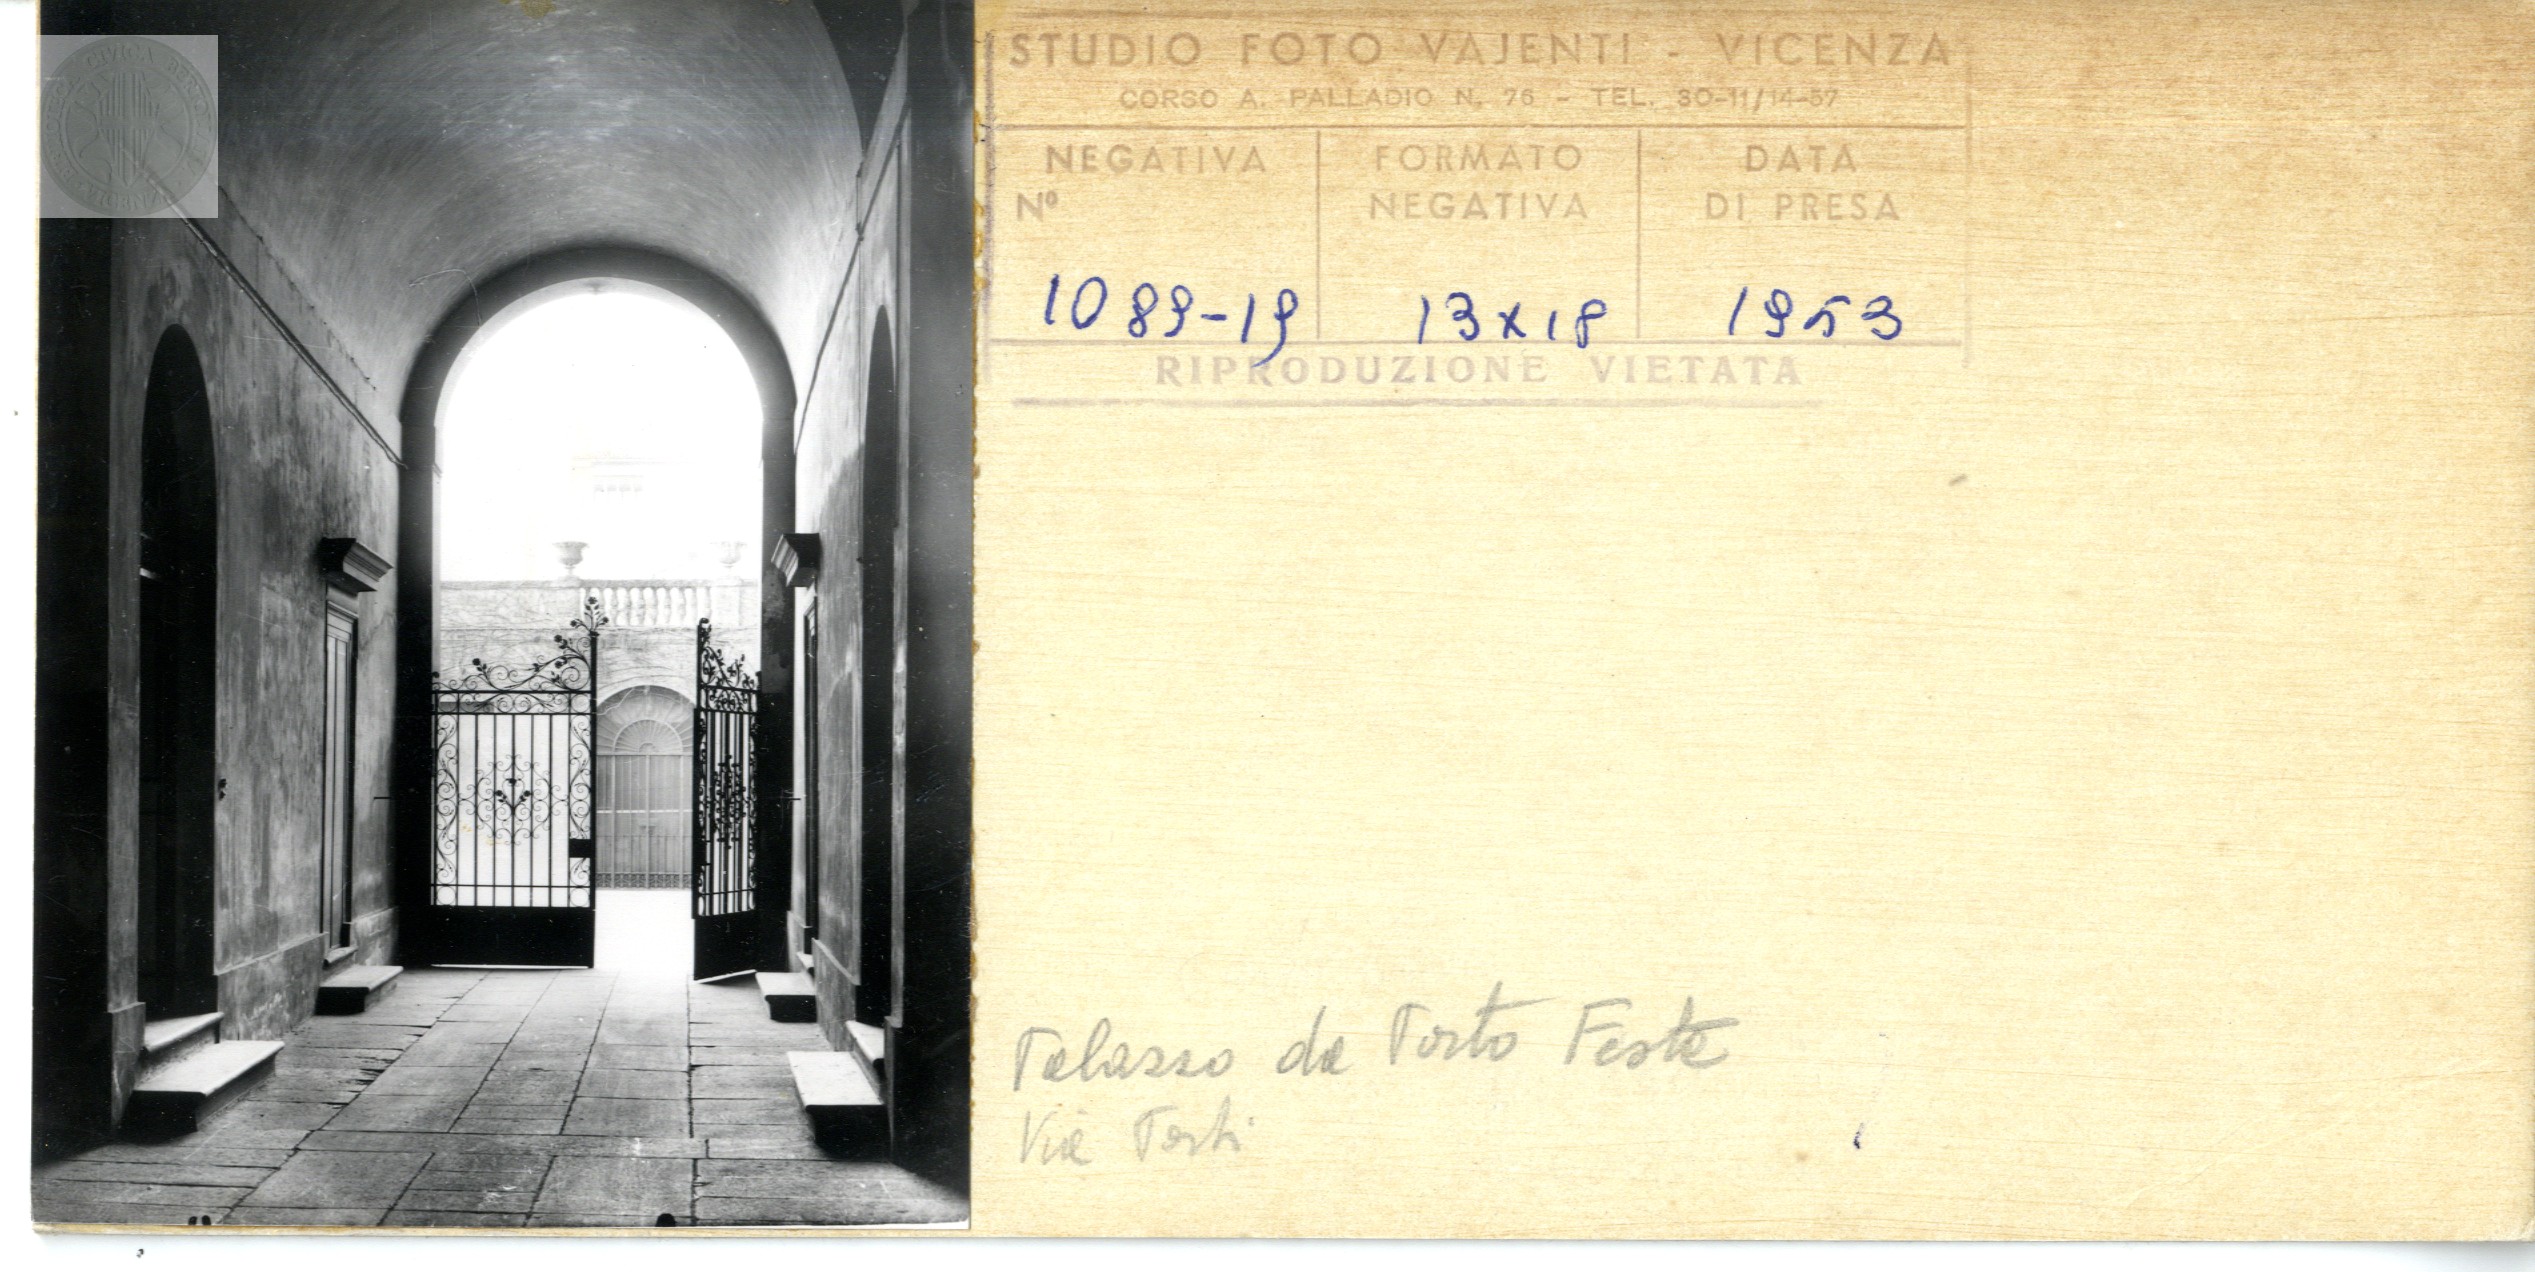 STUDIO FOTO VAJENTI - VICENZA
CORSO A. PALLADIO N. 76 - TEL. 30-11/14-57
NEGATIVA
Nº
FORMATO
NEGATIVA
DATA
DI PRESA
1089-19
13x18
1953
RIPRODUZIONE VIETATA
Palazzo da Porto Festa
Via Porti